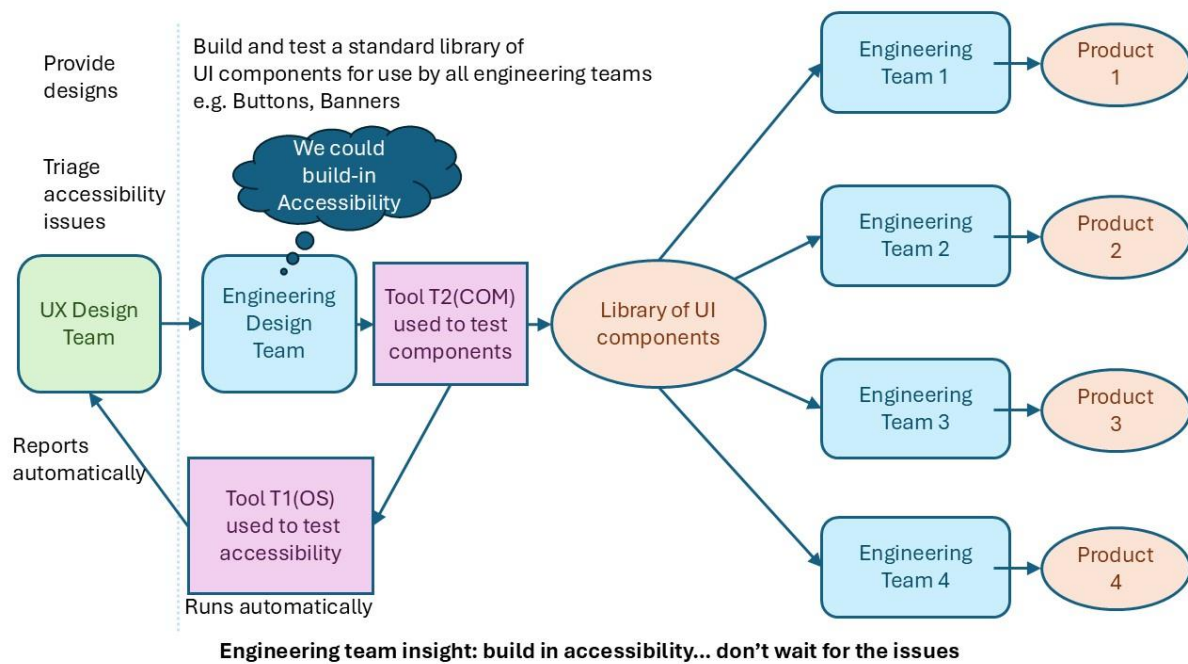 Provide
designs
Build and test a standard library of
UI components for use by all engineering teams
e.g. Buttons, Banners
Triage
accessibility
issues
We could
build-in
Accessibility
UX Design
Team
Engineering
Design
Team
Tool T2(COM)
used to test
components
Library of UI
components
Reports
automatically
Tool T1(OS)
used to test
accessibility
Runs automatically
Engineering
Team 1
Product
1
Engineering
Team 2
Product
2
Engineering
Team 3
Product
3
Engineering
Team 4
Product
4
Engineering team insight: build in accessibility... don’t wait for the issues